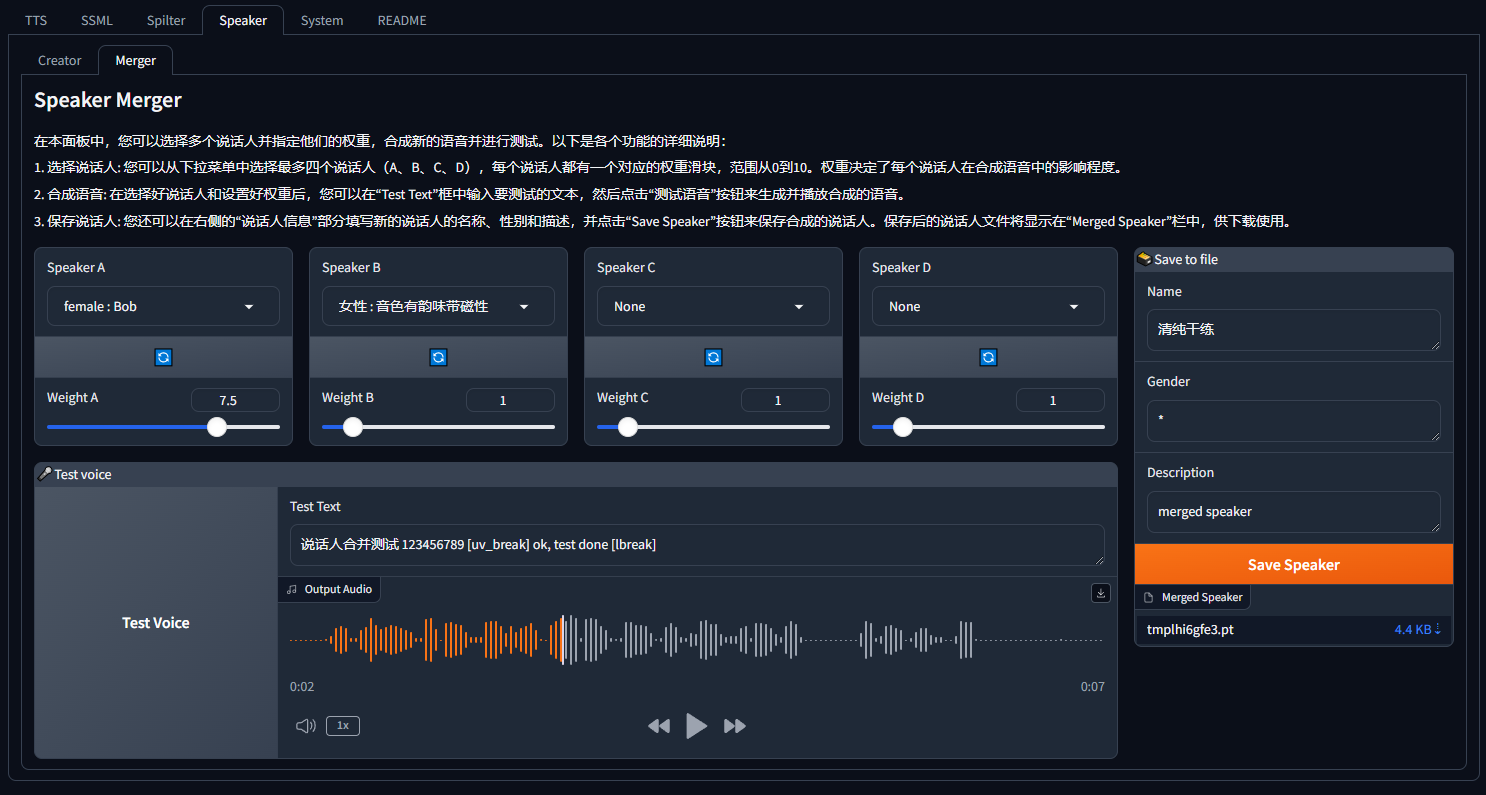 TTS SSML Spilter Speaker System README
Creator Merger
Speaker Merger
在本面板中，您可以选择多个说话人并指定他们的权重，合成新的语音并进行测试。以下是各个功能的详细说明：
1. 选择说话人: 您可以从下拉菜单中选择最多四个说话人（A、B、C、D），每个说话人都有一个对应的权重滑块，范围从0到10。权重决定了每个说话人在合成语音中的影响程度。
2. 合成语音: 在选择好说话人和设置好权重后，您可以在“Test Text”框中输入要测试的文本，然后点击“测试语音”按钮来生成并播放合成的语音。
3. 保存说话人: 您还可以在右侧的“说话人信息”部分填写新的说话人的名称、性别和描述，并点击“Save Speaker”按钮来保存合成的说话人。保存后的说话人文件将显示在“Merged Speaker”栏中，供下载使用。
Speaker A
female : Bob
Weight A 7.5
Speaker B
女性 : 音色有韵味带磁性
Weight B 1
Speaker C
None
Weight C 1
Speaker D
None
Weight D 1
Test voice
Test Voice
Test Text
说话人合并测试 123456789 [uv_break] ok, test done [lbreak]
Output Audio
0:02 0:07
1x
Save to file
Name
清纯干练
Gender
*
Description
merged speaker
Save Speaker
Merged Speaker
tmplhi6gfe3.pt 4.4 KB ⇣